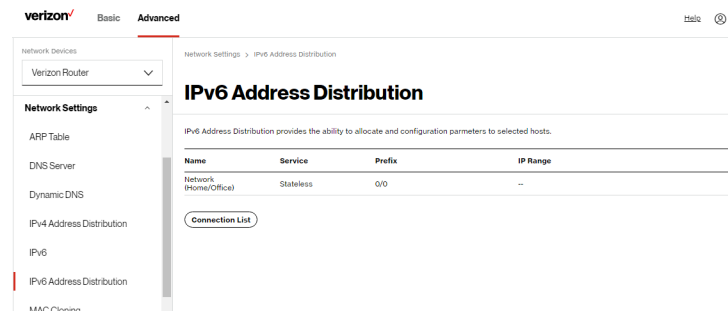 verizon✓ Basic Advanced Help
Network Devices
Verizon Router
Network Settings
ARP Table
DNS Server
Dynamic DNS
IPv4 Address Distribution
IPv6
IPv6 Address Distribution
MAC Cloning
Network Settings > IPv6 Address Distribution
IPv6 Address Distribution
IPv6 Address Distribution provides the ability to allocate and configuration parmeters to selected hosts.
Name Service Prefix IP Range
Network
(Home/Office) Stateless 0/0 --
Connection List